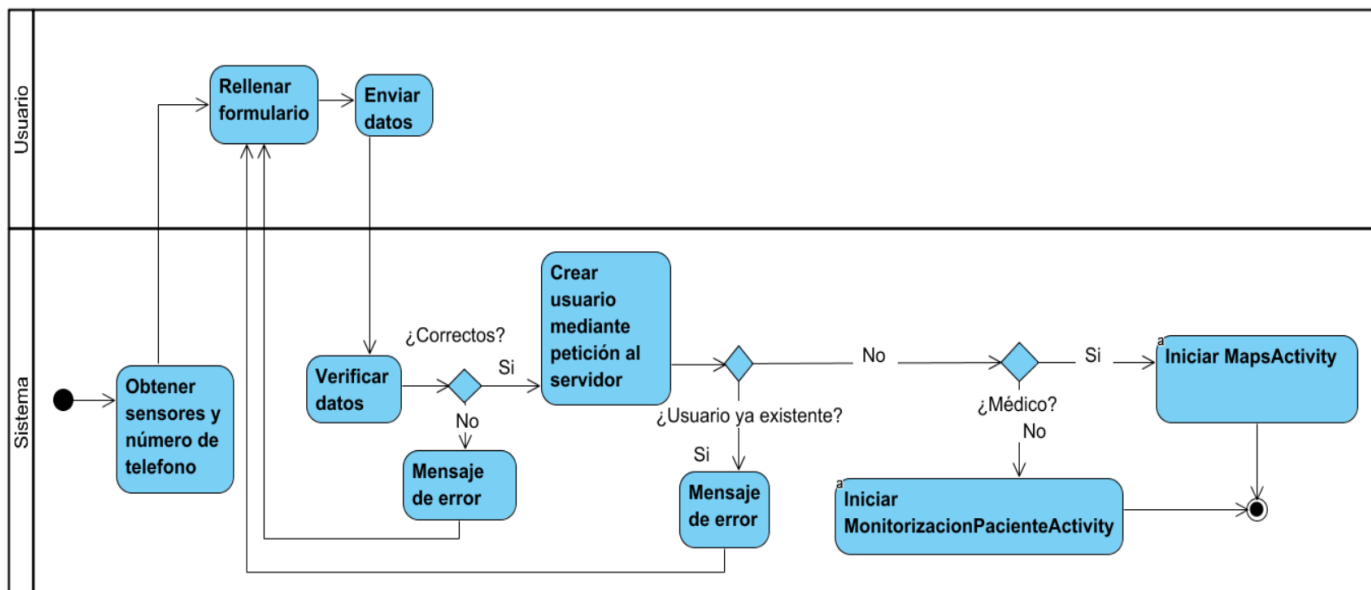 Usuario
Rellenar
formulario
Enviar
datos
Sistema
Obtener
sensores y
número de
telefono
Verificar
datos
¿Correctos?
Si
No
Mensaje
de error
Crear
usuario
mediante
petición al
servidor
¿Usuario ya existente?
No
Si
Mensaje
de error
¿Médico?
Si
No
a
Iniciar MapsActivity
a
Iniciar
MonitorizacionPacienteActivity